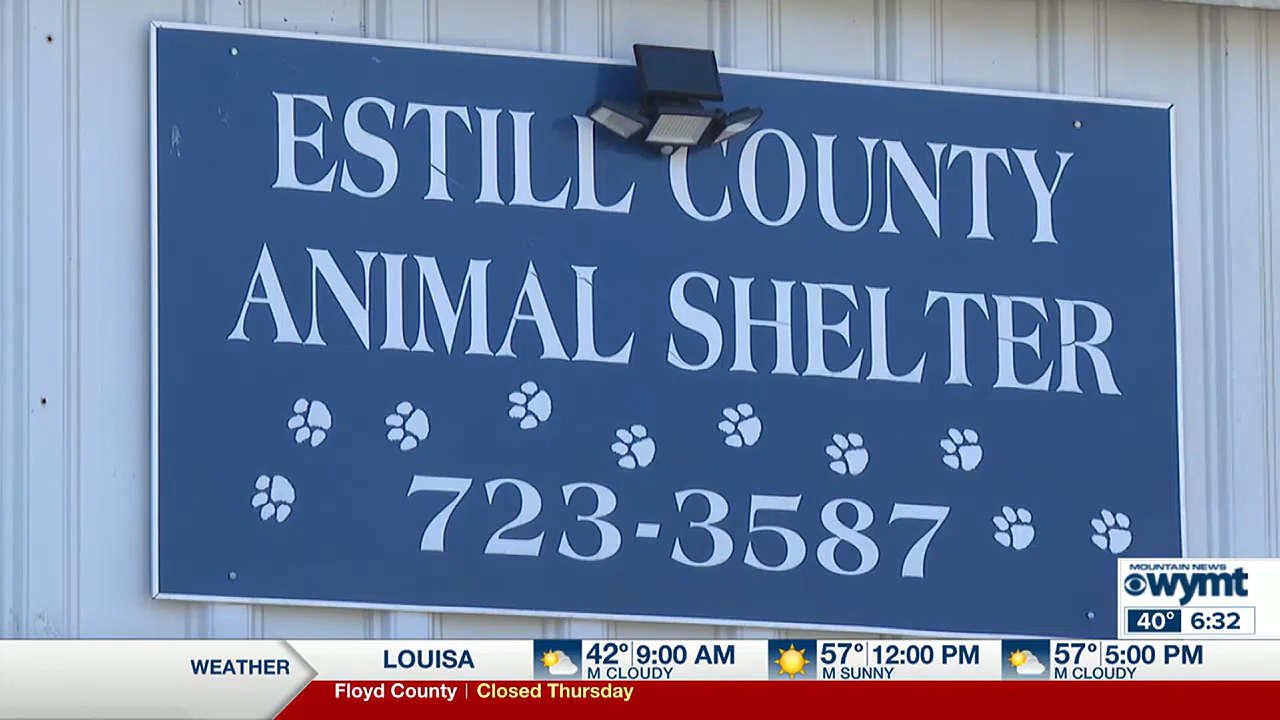 ESTILL COUNTY
ANIMAL SHELTER
723-3587
MOUNTAIN NEWS
wymt
40° 6:32
WEATHER
LOUISA
42° 9:00 AM
M CLOUDY
57° 12:00 PM
M SUNNY
57° 5:00 PM
M CLOUDY
Floyd County | Closed Thursday